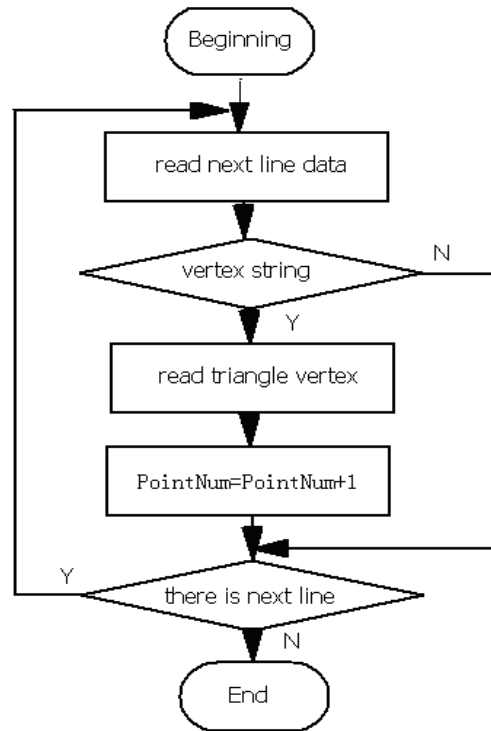 Beginning
read next line data
vertex string
N
Y
read triangle vertex
PointNum=PointNum+1
Y
there is next line
N
End